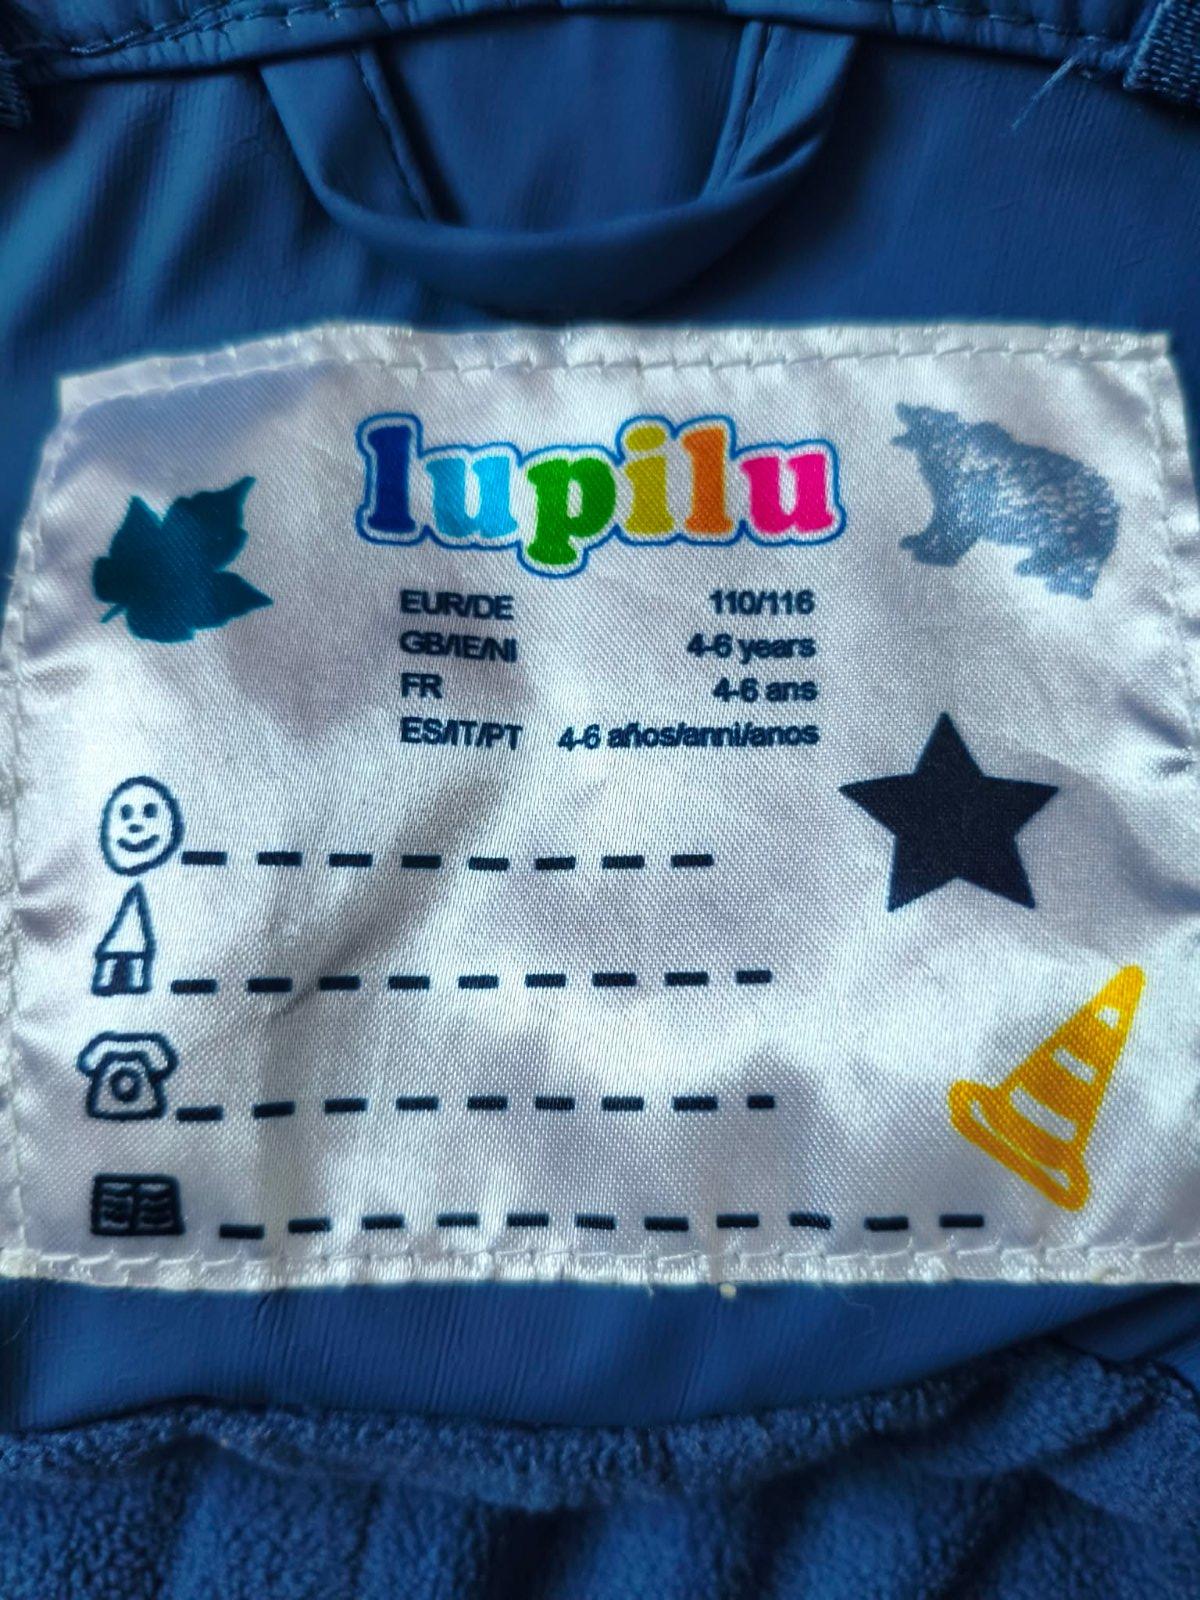 lupilu
EUR/DE 110/116
GB/IE/NI 4-6 years
FR 4-6 ans
ES/IT/PT 4-6 años/anni/anos